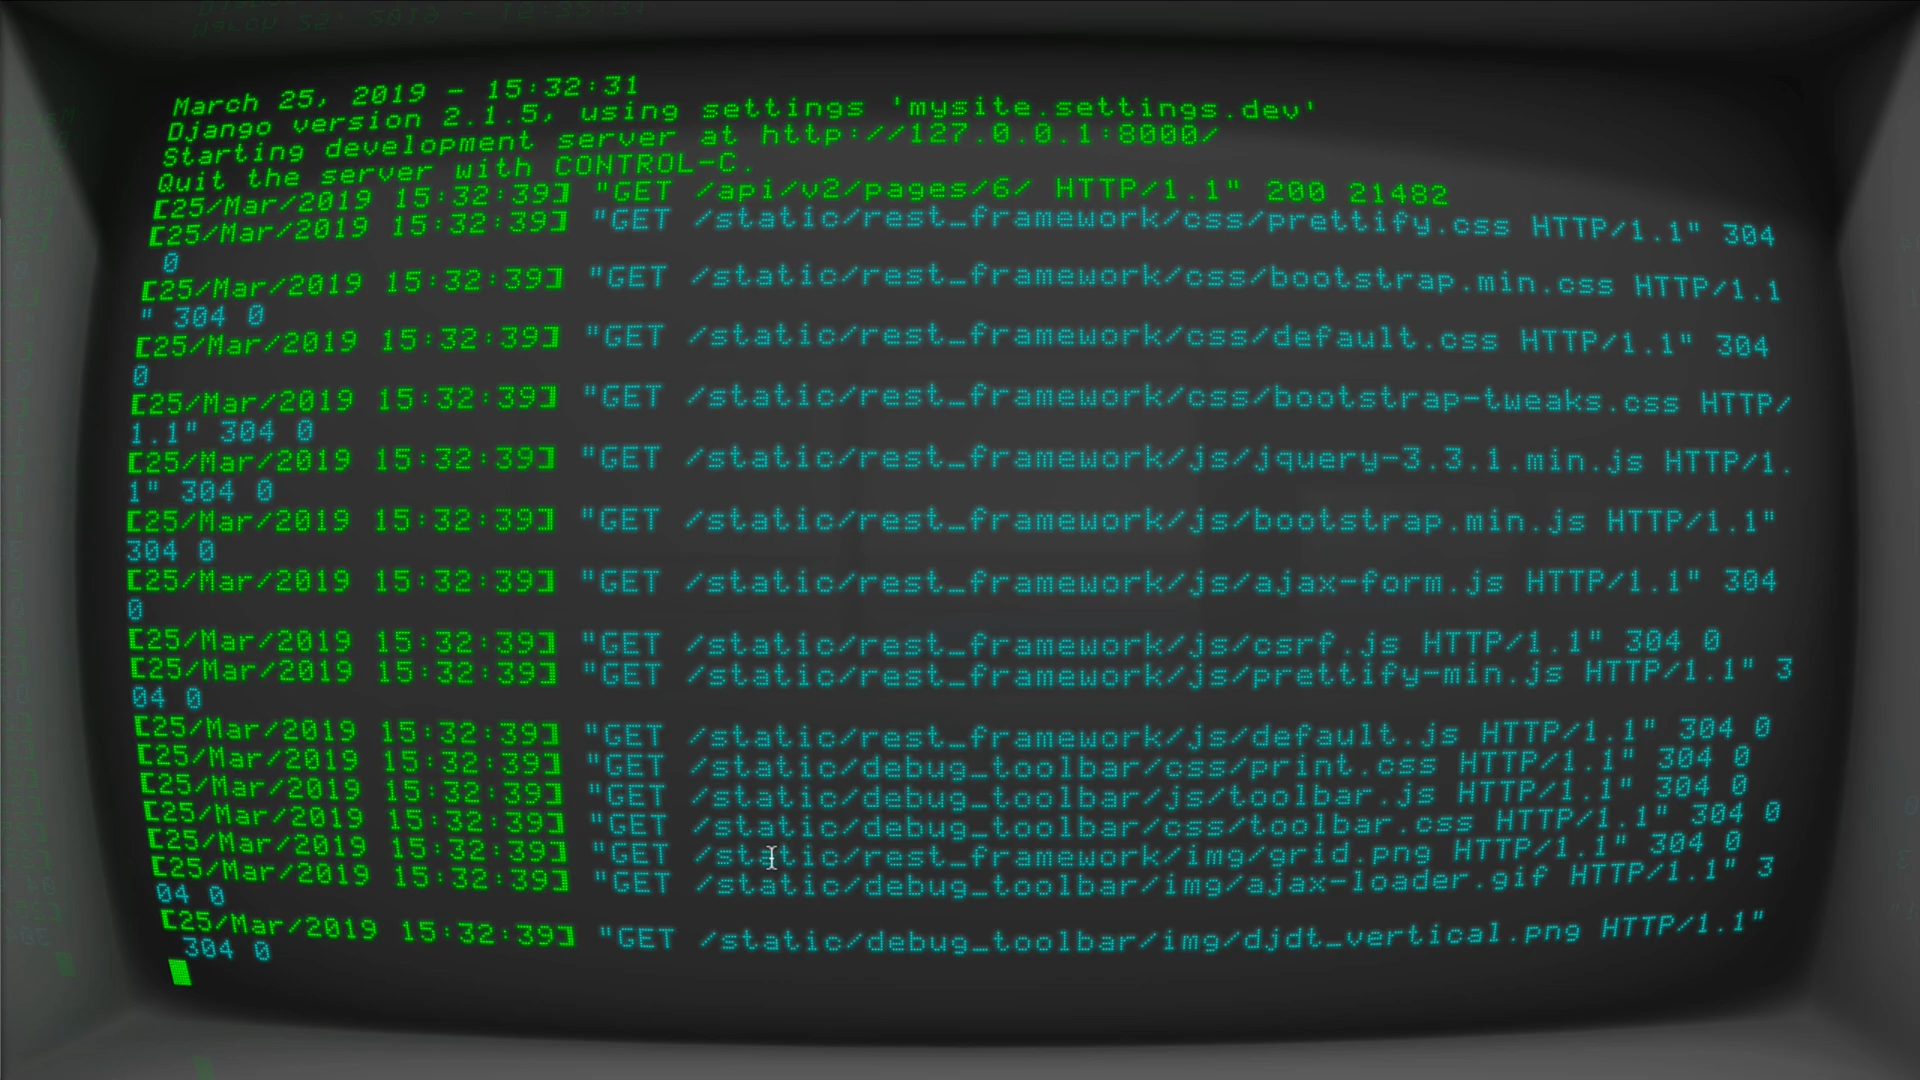 March 25, 2019 - 15:32:31
Django version 2.1.5, using settings 'mysite.settings.dev'
Starting development server at http://127.0.0.1:8000/
Quit the server with CONTROL-C.
[25/Mar/2019 15:32:39] "GET /api/v2/pages/6/ HTTP/1.1" 200 21482
[25/Mar/2019 15:32:39] "GET /static/rest_framework/css/prettify.css HTTP/1.1" 304
 0
[25/Mar/2019 15:32:39] "GET /static/rest_framework/css/bootstrap.min.css HTTP/1.1
" 304 0
[25/Mar/2019 15:32:39] "GET /static/rest_framework/css/default.css HTTP/1.1" 304
0
[25/Mar/2019 15:32:39] "GET /static/rest_framework/css/bootstrap-tweaks.css HTTP/
1.1" 304 0
[25/Mar/2019 15:32:39] "GET /static/rest_framework/js/jquery-3.3.1.min.js HTTP/1.
1" 304 0
[25/Mar/2019 15:32:39] "GET /static/rest_framework/js/bootstrap.min.js HTTP/1.1"
304 0
[25/Mar/2019 15:32:39] "GET /static/rest_framework/js/ajax-form.js HTTP/1.1" 304
0
[25/Mar/2019 15:32:39] "GET /static/rest_framework/js/csrf.js HTTP/1.1" 304 0
[25/Mar/2019 15:32:39] "GET /static/rest_framework/js/prettify-min.js HTTP/1.1" 3
04 0
[25/Mar/2019 15:32:39] "GET /static/rest_framework/js/default.js HTTP/1.1" 304 0
[25/Mar/2019 15:32:39] "GET /static/debug_toolbar/css/print.css HTTP/1.1" 304 0
[25/Mar/2019 15:32:39] "GET /static/debug_toolbar/js/toolbar.js HTTP/1.1" 304 0
[25/Mar/2019 15:32:39] "GET /static/debug_toolbar/css/toolbar.css HTTP/1.1" 304 0
[25/Mar/2019 15:32:39] "GET /static/rest_framework/img/grid.png HTTP/1.1" 304 0
[25/Mar/2019 15:32:39] "GET /static/debug_toolbar/img/ajax-loader.gif HTTP/1.1" 3
04 0
[25/Mar/2019 15:32:39] "GET /static/debug_toolbar/img/djdt_vertical.png HTTP/1.1"
 304 0